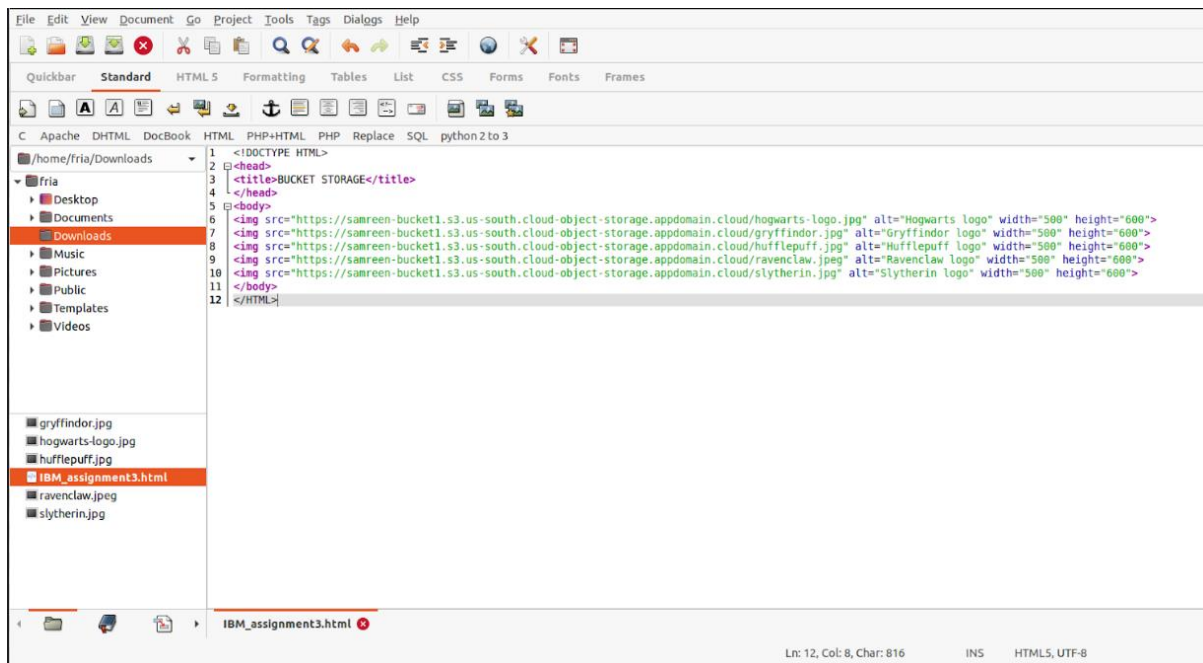 File Edit View Document Go Project Tools Tags Dialogs Help
Quickbar Standard HTML 5 Formatting Tables List CSS Forms Fonts Frames
C Apache DHTML DocBook HTML PHP+HTML PHP Replace SQL python 2 to 3
/home/fria/Downloads
fria
Desktop
Documents
Downloads
Music
Pictures
Public
Templates
Videos
gryffindor.jpg
hogwarts-logo.jpg
hufflepuff.jpg
IBM_assignment3.html
ravenclaw.jpeg
slytherin.jpg
1 <!DOCTYPE HTML>
2 <head>
3 <title>BUCKET STORAGE</title>
4 </head>
5 <body>
6 <img src="https://samreen-bucket1.s3.us-south.cloud-object-storage.appdomain.cloud/hogwarts-logo.jpg" alt="Hogwarts logo" width="500" height="600">
7 <img src="https://samreen-bucket1.s3.us-south.cloud-object-storage.appdomain.cloud/gryffindor.jpg" alt="Gryffindor logo" width="500" height="600">
8 <img src="https://samreen-bucket1.s3.us-south.cloud-object-storage.appdomain.cloud/hufflepuff.jpg" alt="Hufflepuff logo" width="500" height="600">
9 <img src="https://samreen-bucket1.s3.us-south.cloud-object-storage.appdomain.cloud/ravenclaw.jpeg" alt="Ravenclaw logo" width="500" height="600">
10 <img src="https://samreen-bucket1.s3.us-south.cloud-object-storage.appdomain.cloud/slytherin.jpg" alt="Slytherin logo" width="500" height="600">
11 </body>
12 </HTML>
IBM_assignment3.html
Ln: 12, Col: 8, Char: 816 INS HTML5, UTF-8